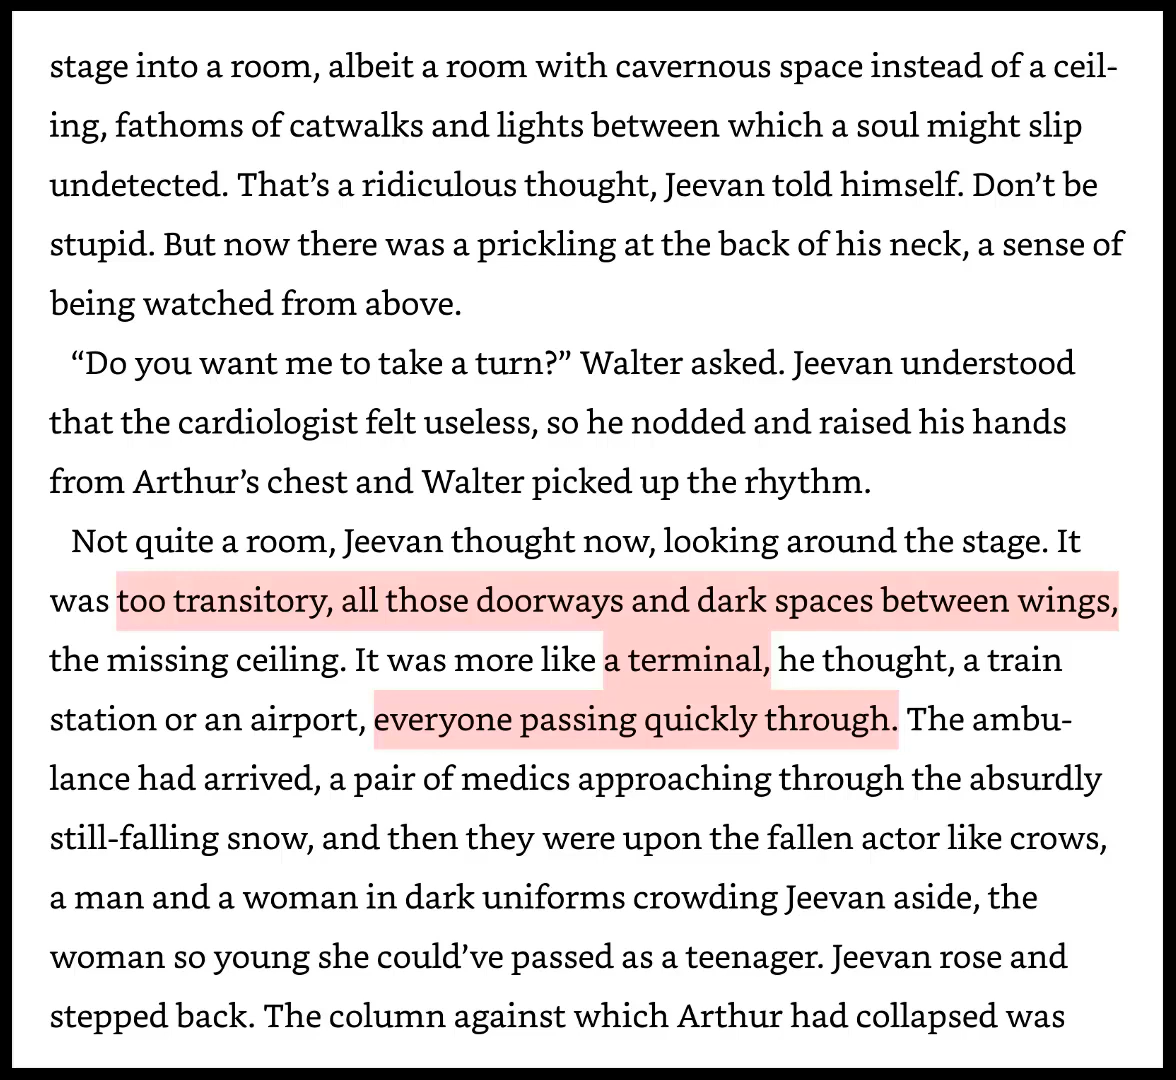 stage into a room, albeit a room with cavernous space instead of a ceil-
ing, fathoms of catwalks and lights between which a soul might slip
undetected. That’s a ridiculous thought, Jeevan told himself. Don’t be
stupid. But now there was a prickling at the back of his neck, a sense of
being watched from above.
“Do you want me to take a turn?” Walter asked. Jeevan understood
that the cardiologist felt useless, so he nodded and raised his hands
from Arthur’s chest and Walter picked up the rhythm.
Not quite a room, Jeevan thought now, looking around the stage. It
was too transitory, all those doorways and dark spaces between wings,
the missing ceiling. It was more like a terminal, he thought, a train
station or an airport, everyone passing quickly through. The ambu-
lance had arrived, a pair of medics approaching through the absurdly
still-falling snow, and then they were upon the fallen actor like crows,
a man and a woman in dark uniforms crowding Jeevan aside, the
woman so young she could’ve passed as a teenager. Jeevan rose and
stepped back. The column against which Arthur had collapsed was